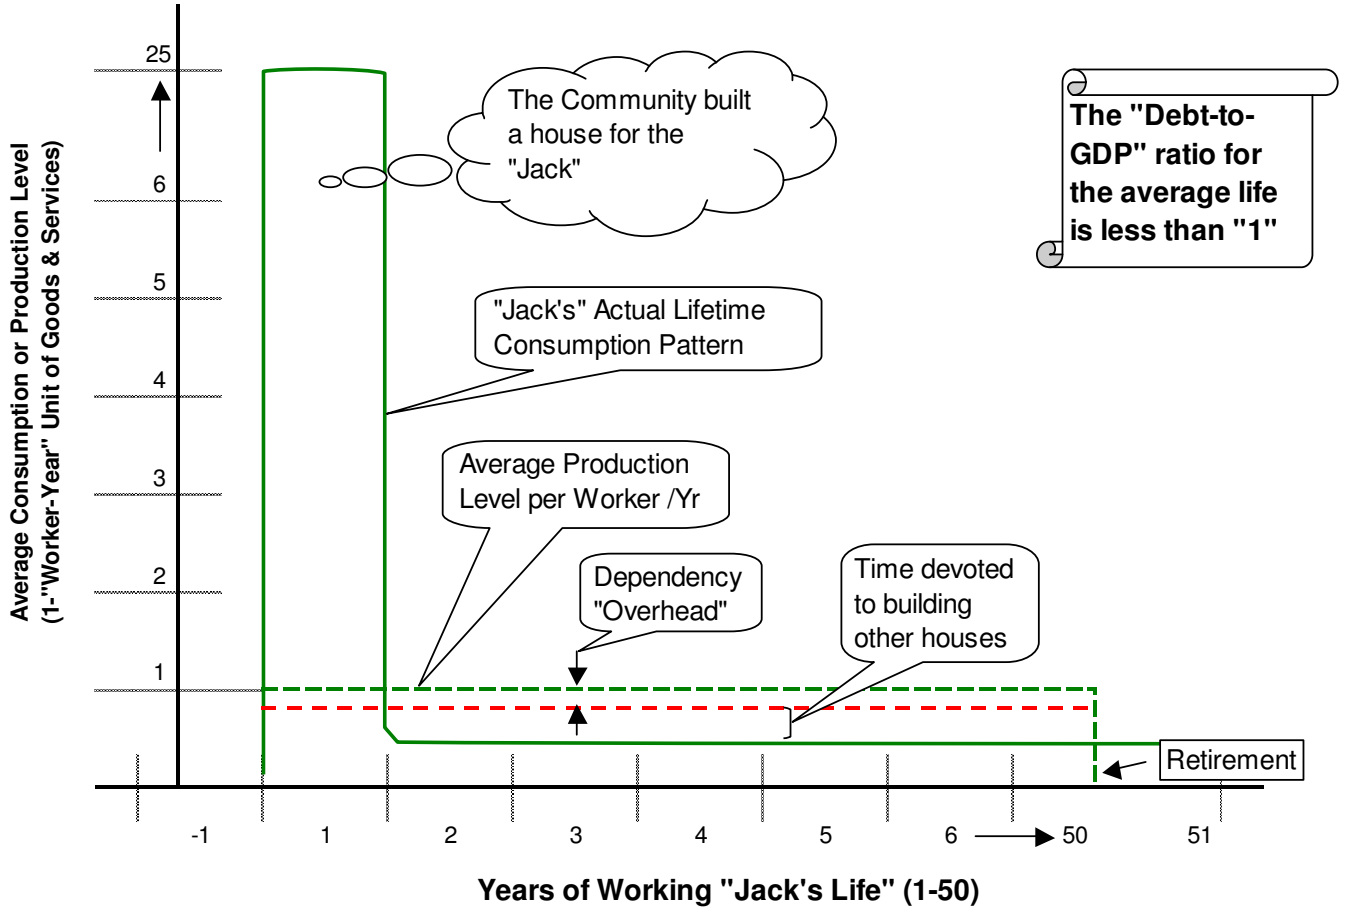 25
6
5
4
3
2
1
Average Consumption or Production Level
(1-"Worker-Year" Unit of Goods & Services)
The Community built
a house for the
"Jack"
The "Debt-to-
GDP" ratio for
the average life
is less than "1"
"Jack's" Actual Lifetime
Consumption Pattern
Average Production
Level per Worker /Yr
Dependency
"Overhead"
Time devoted
to building
other houses
Retirement
-1 1 2 3 4 5 6 50 51
Years of Working "Jack's Life" (1-50)